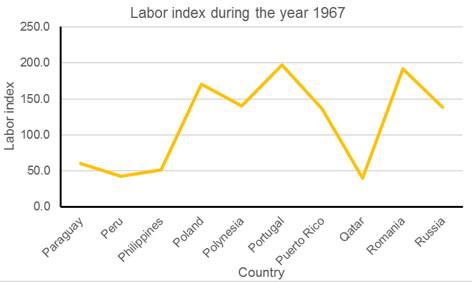 Labor index during the year 1967
250.0
200.0
150.0
100.0
50.0
0.0
Labor index
Paraguay
Peru
Philippines
Poland
Polynesia
Portugal
Puerto Rico
Qatar
Romania
Russia
Country